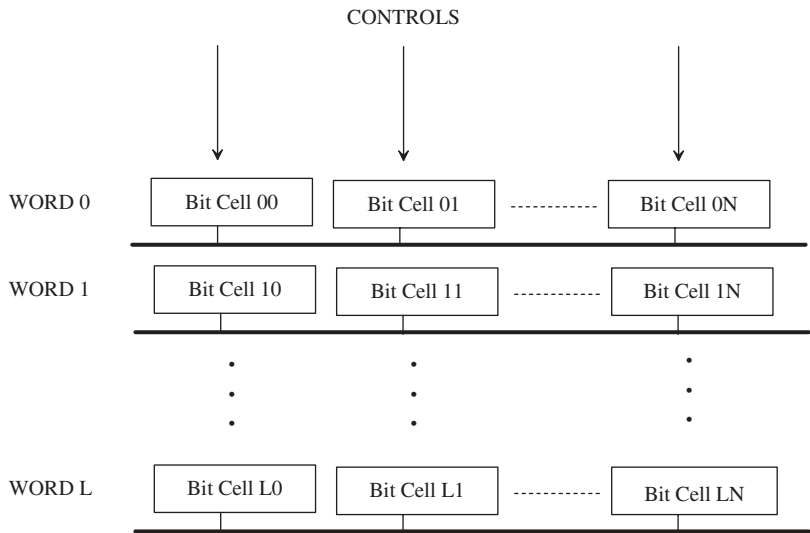 CONTROLS
WORD 0 Bit Cell 00 Bit Cell 01 Bit Cell 0N
WORD 1 Bit Cell 10 Bit Cell 11 Bit Cell 1N
WORD L Bit Cell L0 Bit Cell L1 Bit Cell LN